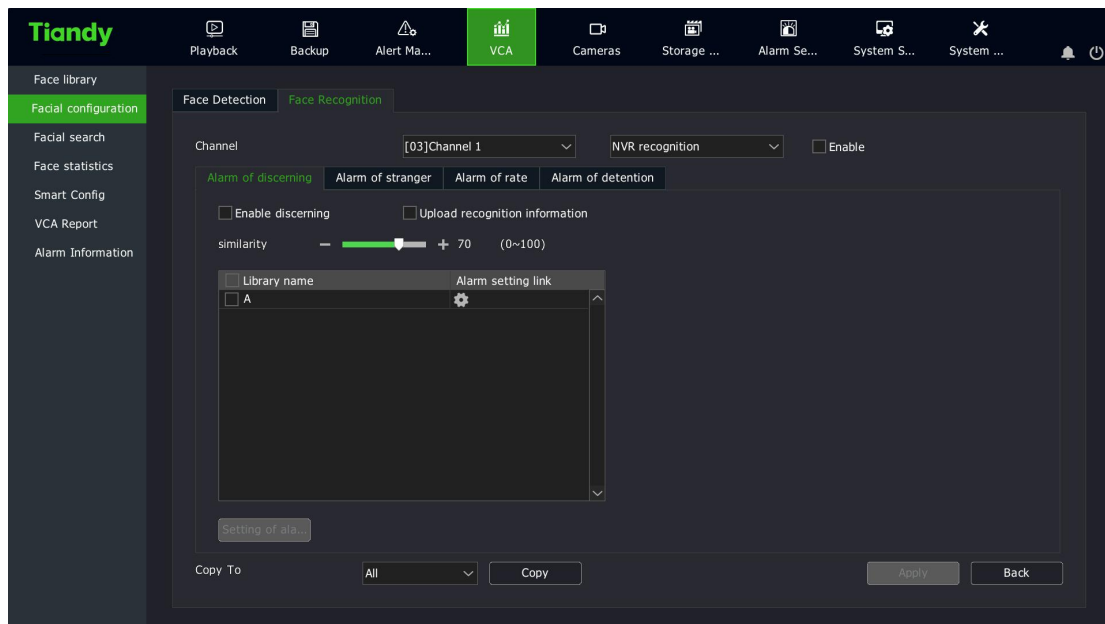 Tiandy
Playback Backup Alert Ma... VCA Cameras Storage ... Alarm Se... System S... System ...
Face library
Facial configuration
Facial search
Face statistics
Smart Config
VCA Report
Alarm Information
Face Detection Face Recognition
Channel [03]Channel 1 NVR recognition Enable
Alarm of discerning Alarm of stranger Alarm of rate Alarm of detention
Enable discerning Upload recognition information
similarity 70 (0~100)
Library name Alarm setting link
A
Setting of ala...
Copy To All Copy Apply Back